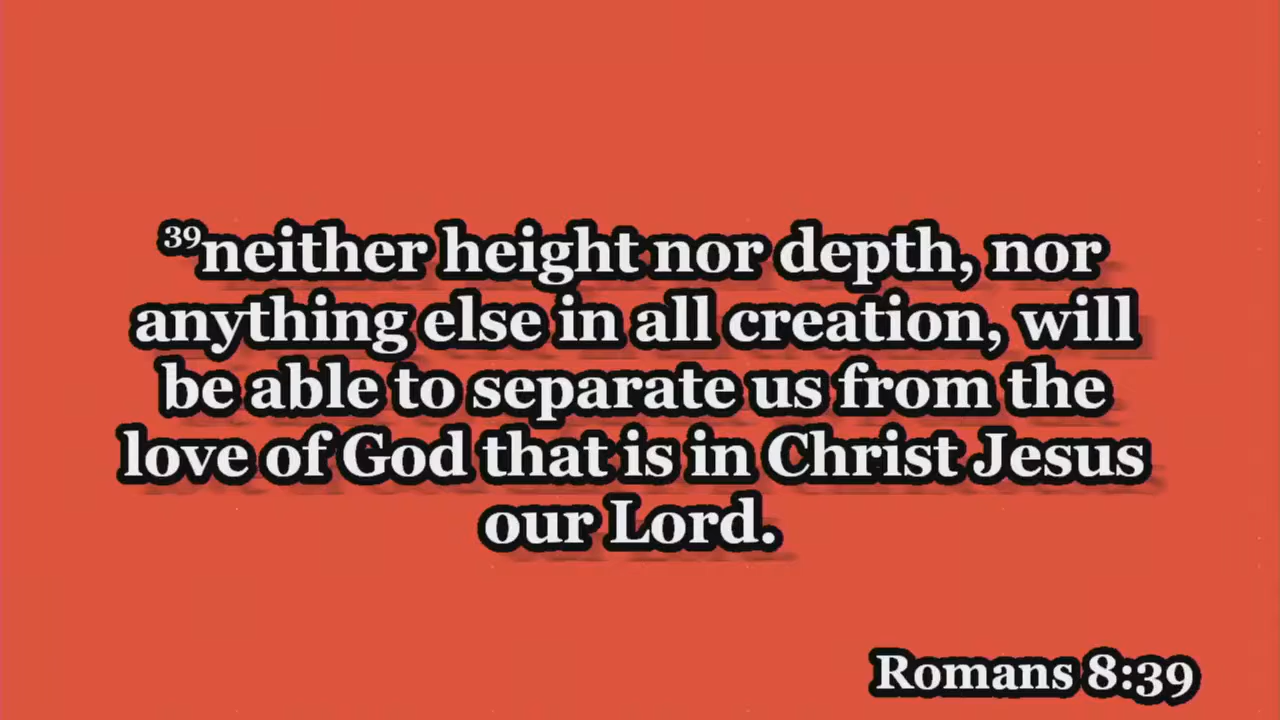 ³⁹neither height nor depth, nor
anything else in all creation, will
be able to separate us from the
love of God that is in Christ Jesus
our Lord.
Romans 8:39